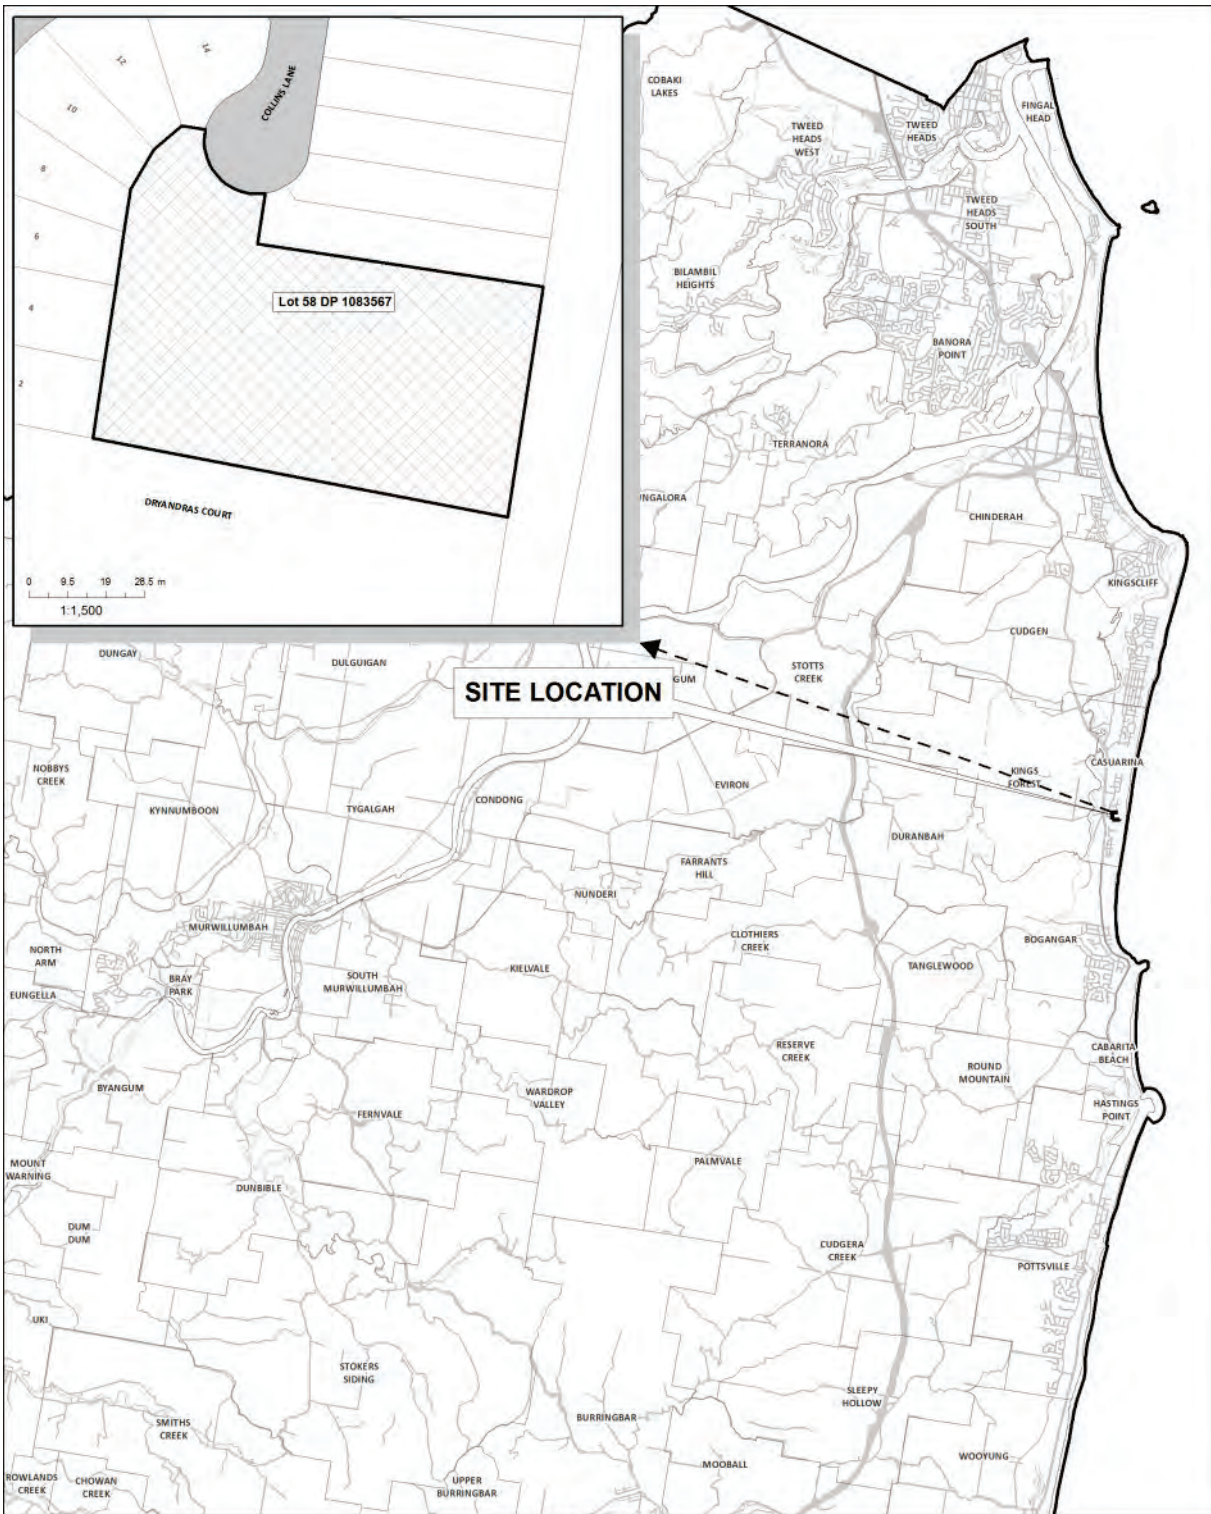 14
12
10
8
6
4
2
COLLINS LANE
Lot 58 DP 1083567
DRYANDRAS COURT
0 9.5 19 28.5 m
1:1,500
COBAKI
LAKES
TWEED
HEADS
WEST
TWEED
HEADS
FINGAL
HEAD
TWEED
HEADS
SOUTH
BILAMBIL
HEIGHTS
BANORA
POINT
TERRANORA
NGALORA
CHINDERAH
KINGSCLIFF
CUDGEN
DUNGAY
DULGUIGAN
GUM
STOTTS
CREEK
SITE LOCATION
NOBBYS
CREEK
KYNNUMBOON
TYGALGAH
CONDONG
EVIRON
KINGS
FOREST
CASUARINA
DURANBAH
FARRANTS
HILL
NUNDERI
MURWILLUMBAH
CLOTHIERS
CREEK
BOGANGAR
NORTH
ARM
BRAY
PARK
SOUTH
MURWILLUMBAH
KIELVALE
TANGLEWOOD
EUNGELLA
RESERVE
CREEK
CABARITA
BEACH
ROUND
MOUNTAIN
BYANGUM
WARDROP
VALLEY
HASTINGS
POINT
FERNVALE
MOUNT
WARNING
PALMVALE
DUNBIBLE
DUM
DUM
CUDGERA
CREEK
POTTSVILLE
UKI
STOKERS
SIDING
SLEEPY
HOLLOW
SMITHS
CREEK
BURRINGBAR
WOOYUNG
MOOBALL
ROWLANDS
CREEK
CHOWAN
CREEK
UPPER
BURRINGBAR